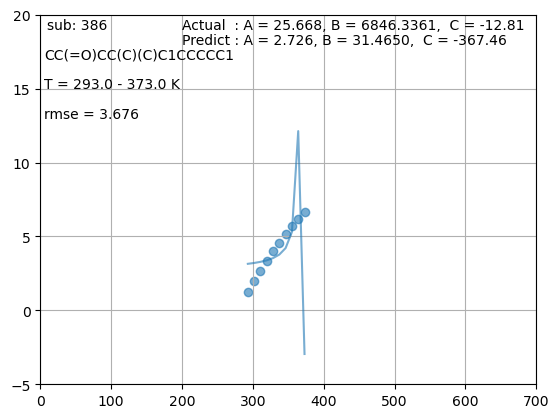 sub: 386
Actual : A = 25.668, B = 6846.3361, C = -12.81
Predict : A = 2.726, B = 31.4650, C = -367.46
CC(=O)CC(C)(C)C1CCCCC1
T = 293.0 - 373.0 K
rmse = 3.676
20
15
10
5
0
−5
0 100 200 300 400 500 600 700